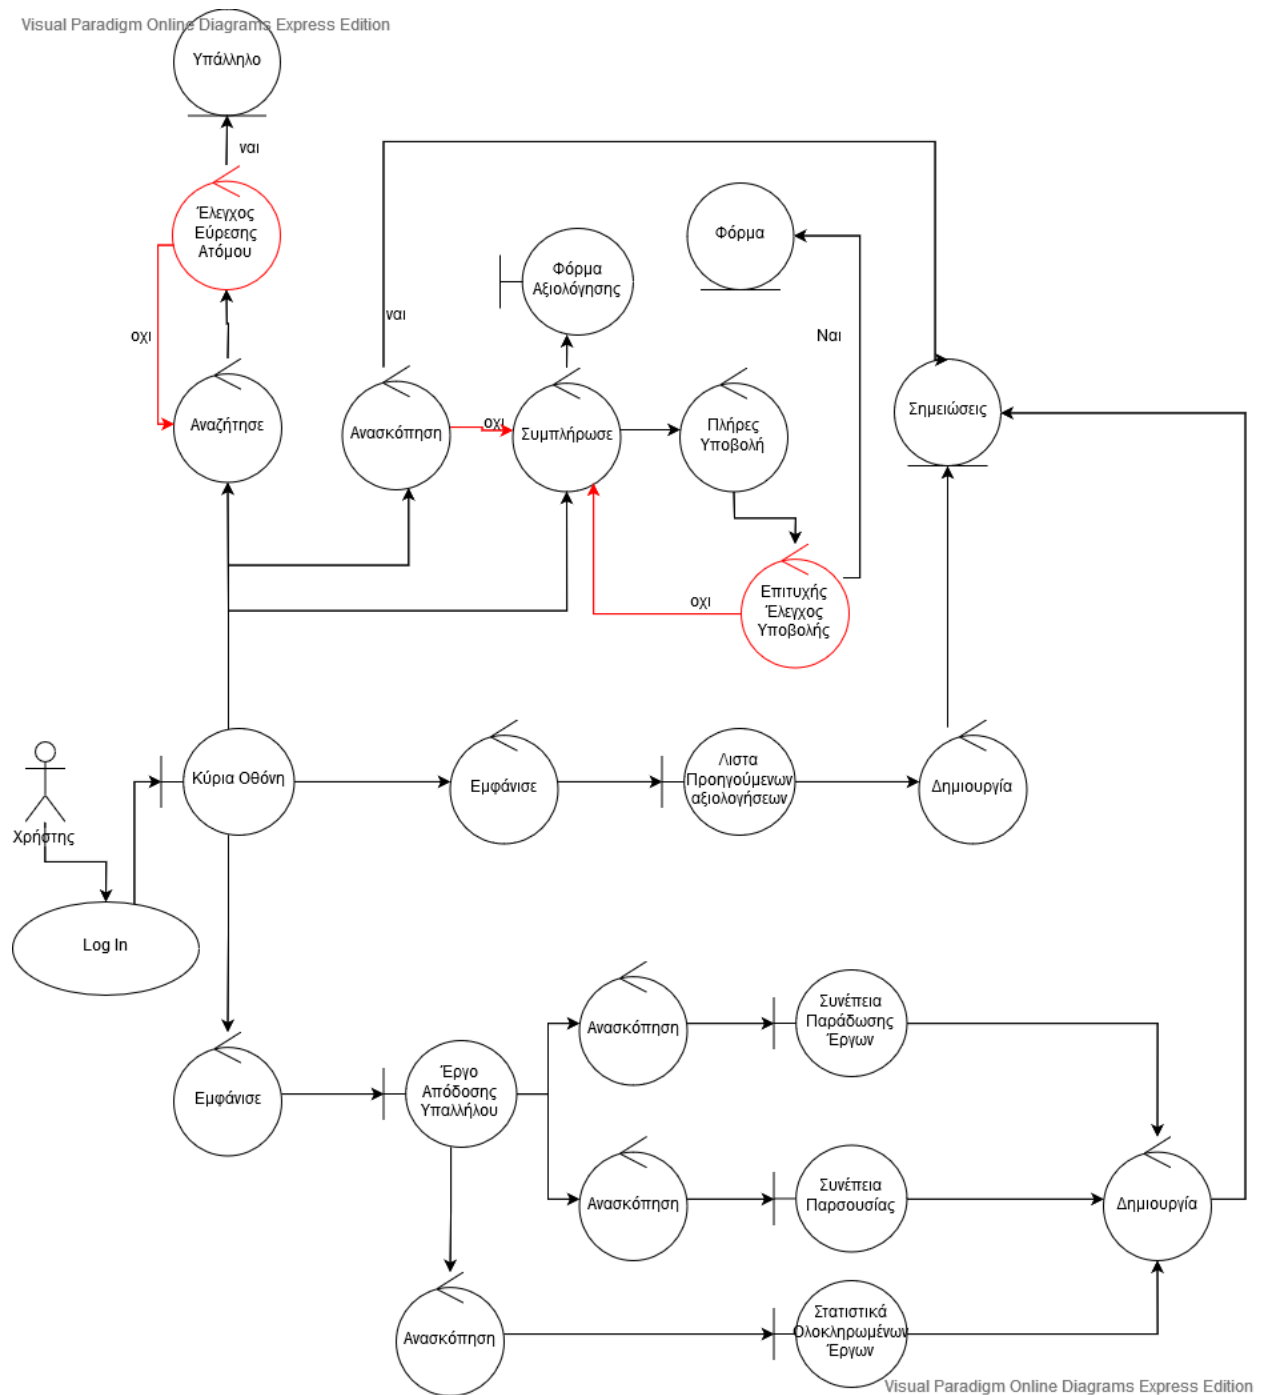 Visual Paradigm Online Diagrams Express Edition
Υπάλληλο
ναι
Έλεγχος
Εύρεσης
Ατόμου
οχι
Αναζήτησε
ναι
Ανασκόπηση
οχι
Φόρμα
Αξιολόγησης
Συμπλήρωσε
Φόρμα
Ναι
Πλήρες
Υποβολή
Επιτυχής
Έλεγχος
Υποβολής
οχι
Σημειώσεις
Χρήστης
Log In
Κύρια Οθόνη
Εμφάνισε
Λιστα
Προηγούμενων
αξιολογήσεων
Δημιουργία
Εμφάνισε
Έργο
Απόδοσης
Υπαλλήλου
Ανασκόπηση
Συνέπεια
Παράδωσης
Έργων
Ανασκόπηση
Συνέπεια
Παρσουσίας
Δημιουργία
Ανασκόπηση
Στατιστικά
Ολοκληρωμένων
Έργων
Visual Paradigm Online Diagrams Express Edition